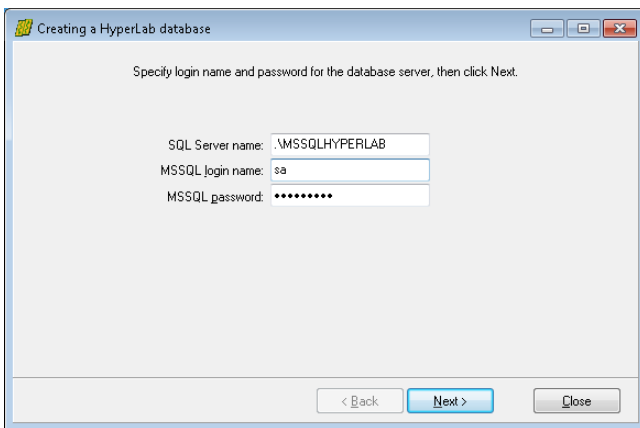 Creating a HyperLab database
Specify login name and password for the database server, then click Next.
SQL Server name: .\MSSQLHYPERLAB
MSSQL login name: sa
MSSQL password: •••••••••
< Back Next > Close